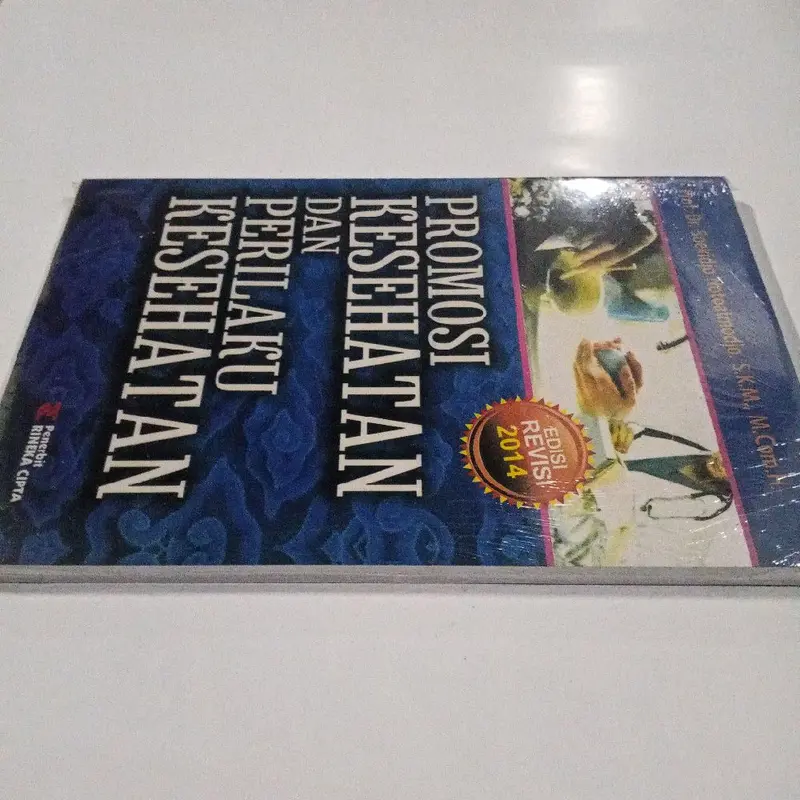 Prof. Dr. Soekidjo Notoatmodjo, S.K.M., M.Com.
EDISI
REVISI
2014
PROMOSI
KESEHATAN
DAN
PERILAKU
KESEHATAN
Penerbit
RINEKA CIPTA